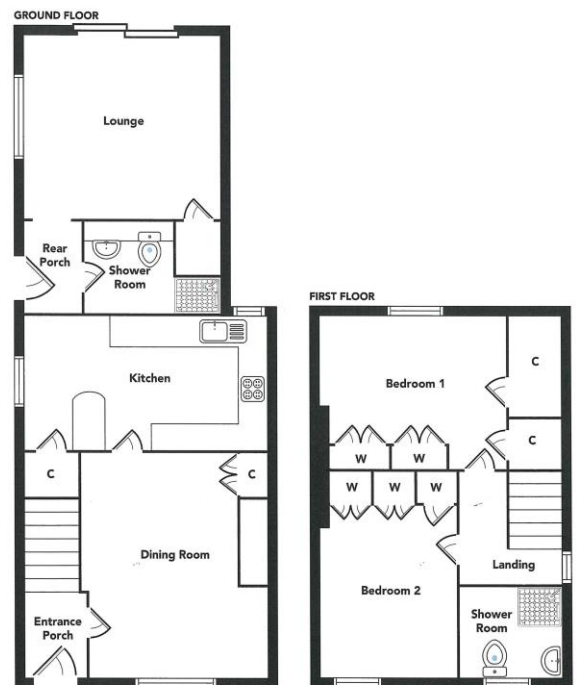 GROUND FLOOR
Lounge
Rear
Porch
Shower
Room
Kitchen
C
C
Dining Room
Entrance
Porch
FIRST FLOOR
Bedroom 1
C
C
W
W
W
W
W
Landing
Bedroom 2
Shower
Room